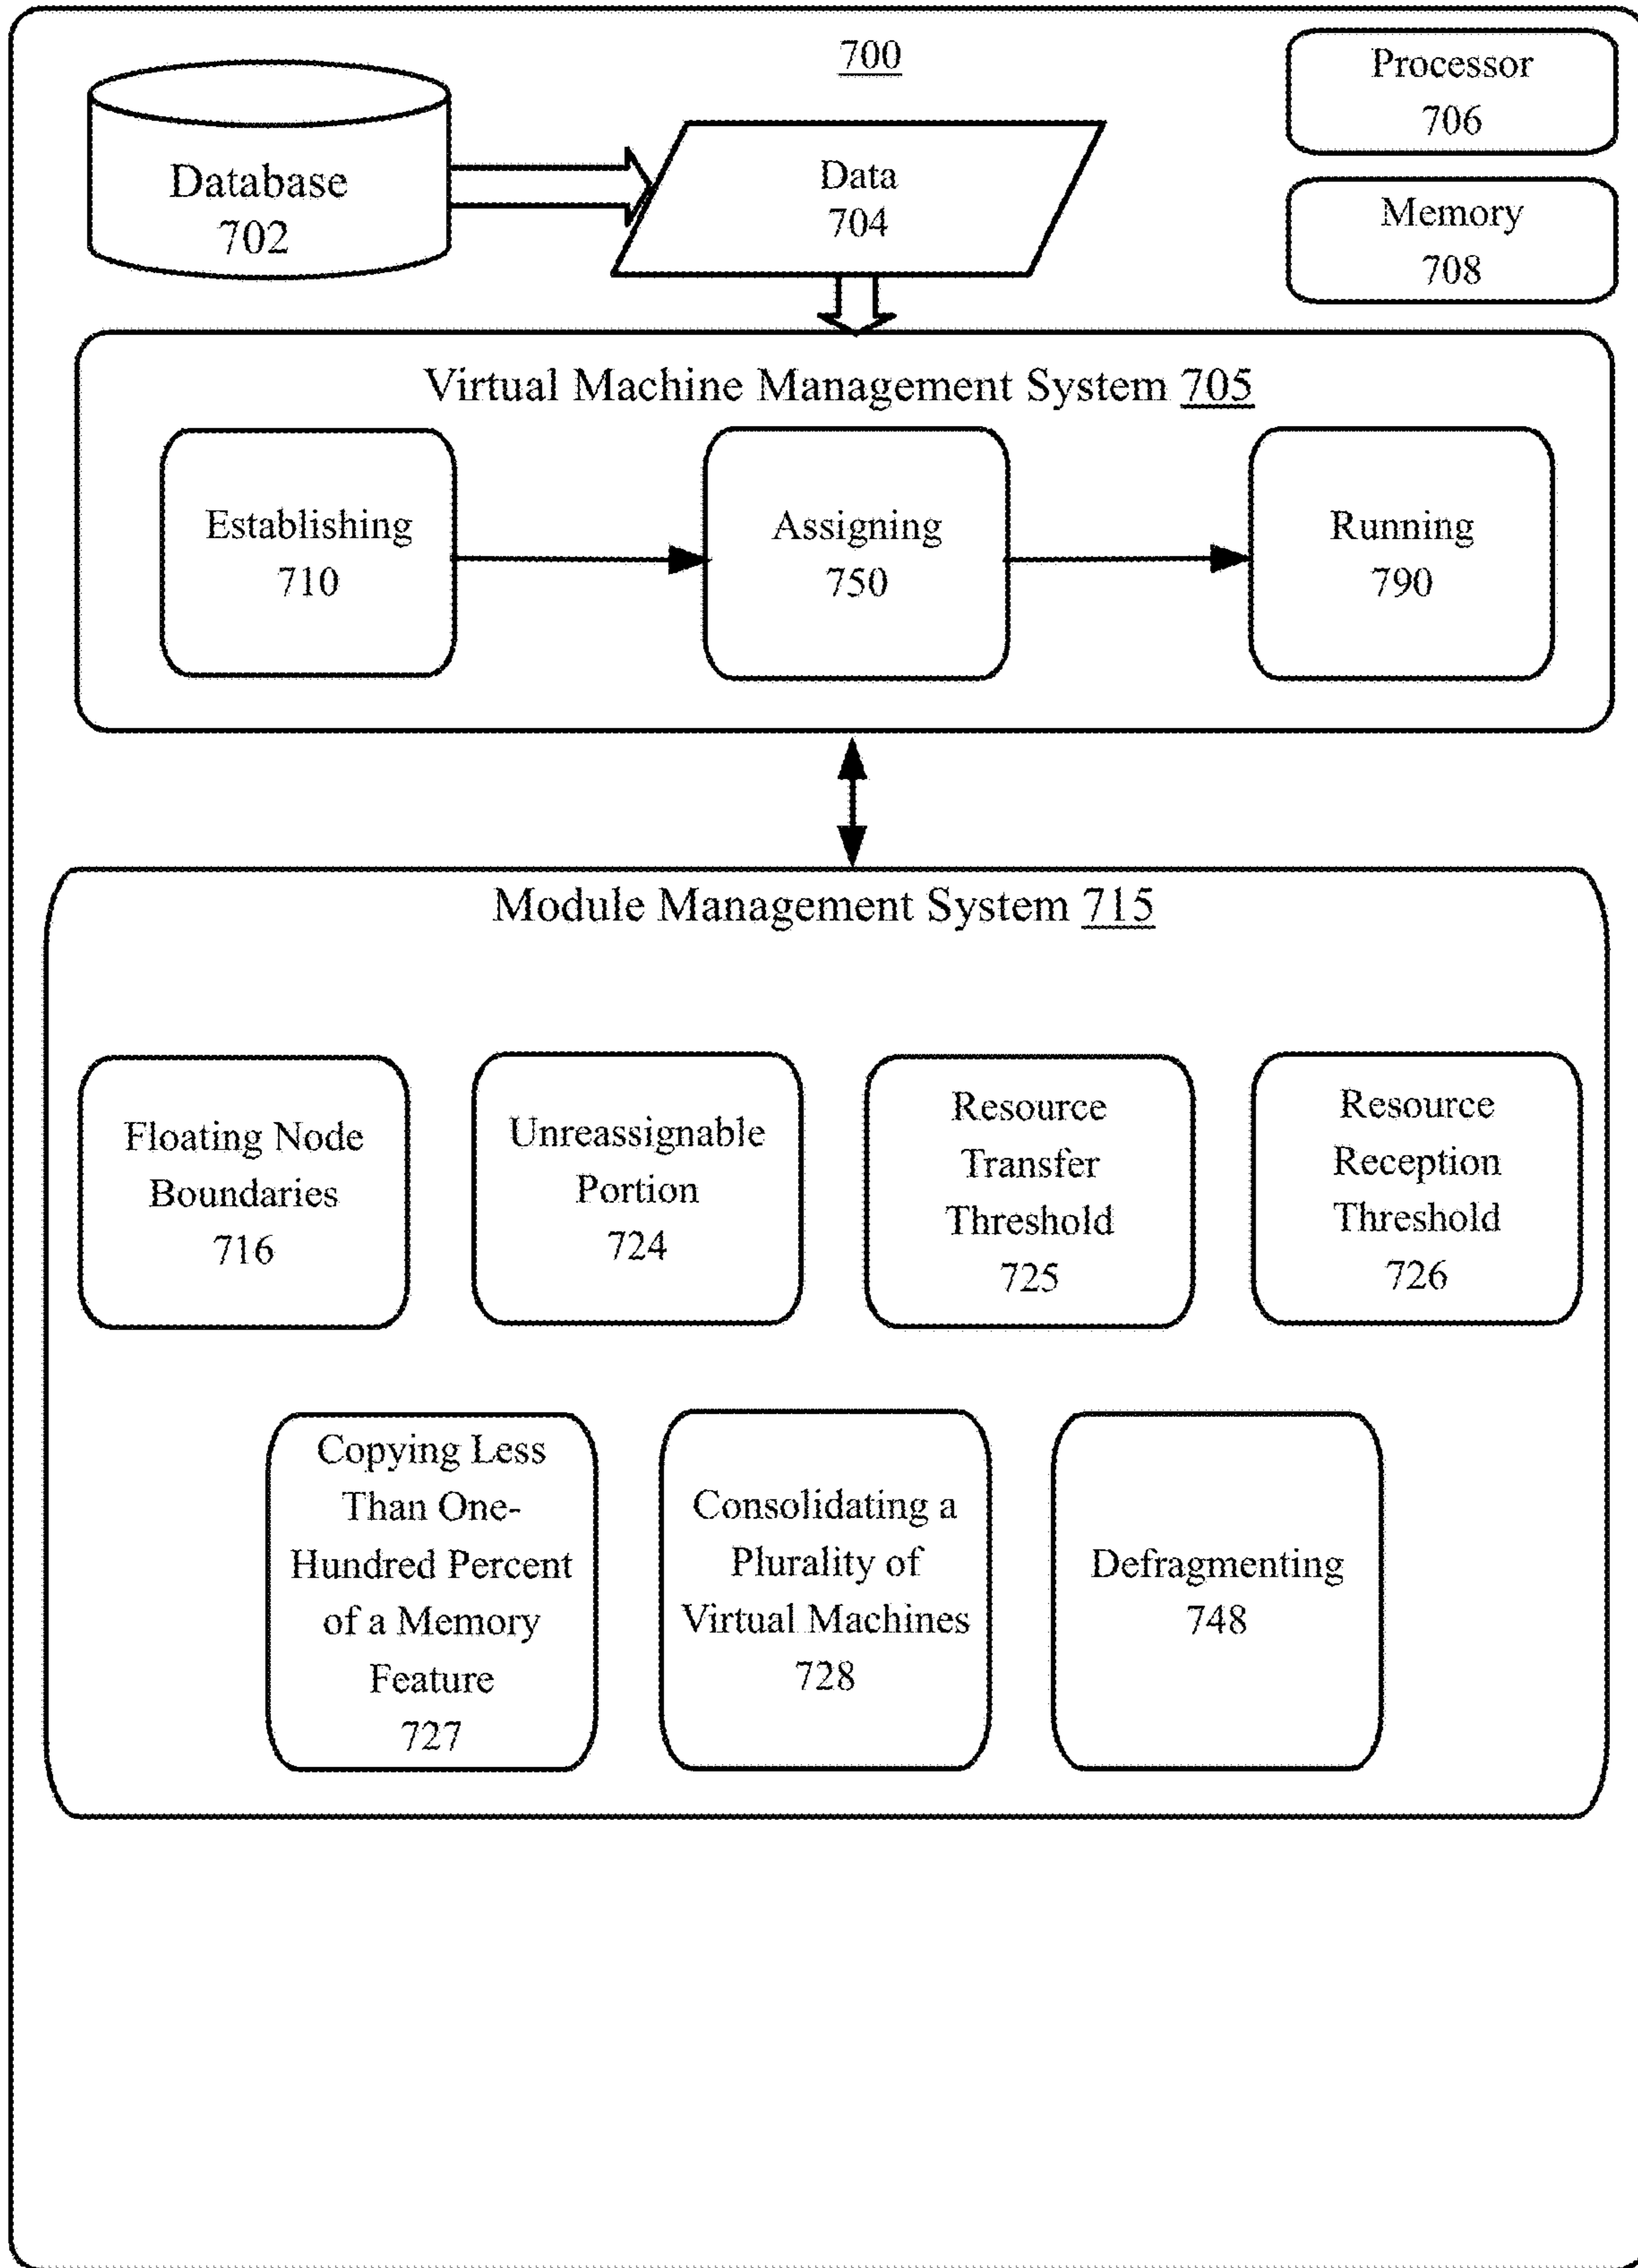 700
Processor
706
Database
702
Data
704
Memory
708
Virtual Machine Management System 705
Establishing
710
Assigning
750
Running
790
Module Management System 715
Floating Node
Boundaries
716
Unreassignable
Portion
724
Resource
Transfer
Threshold
725
Resource
Reception
Threshold
726
Copying Less
Than One-
Hundred Percent
of a Memory
Feature
727
Consolidating a
Plurality of
Virtual Machines
728
Defragmenting
748